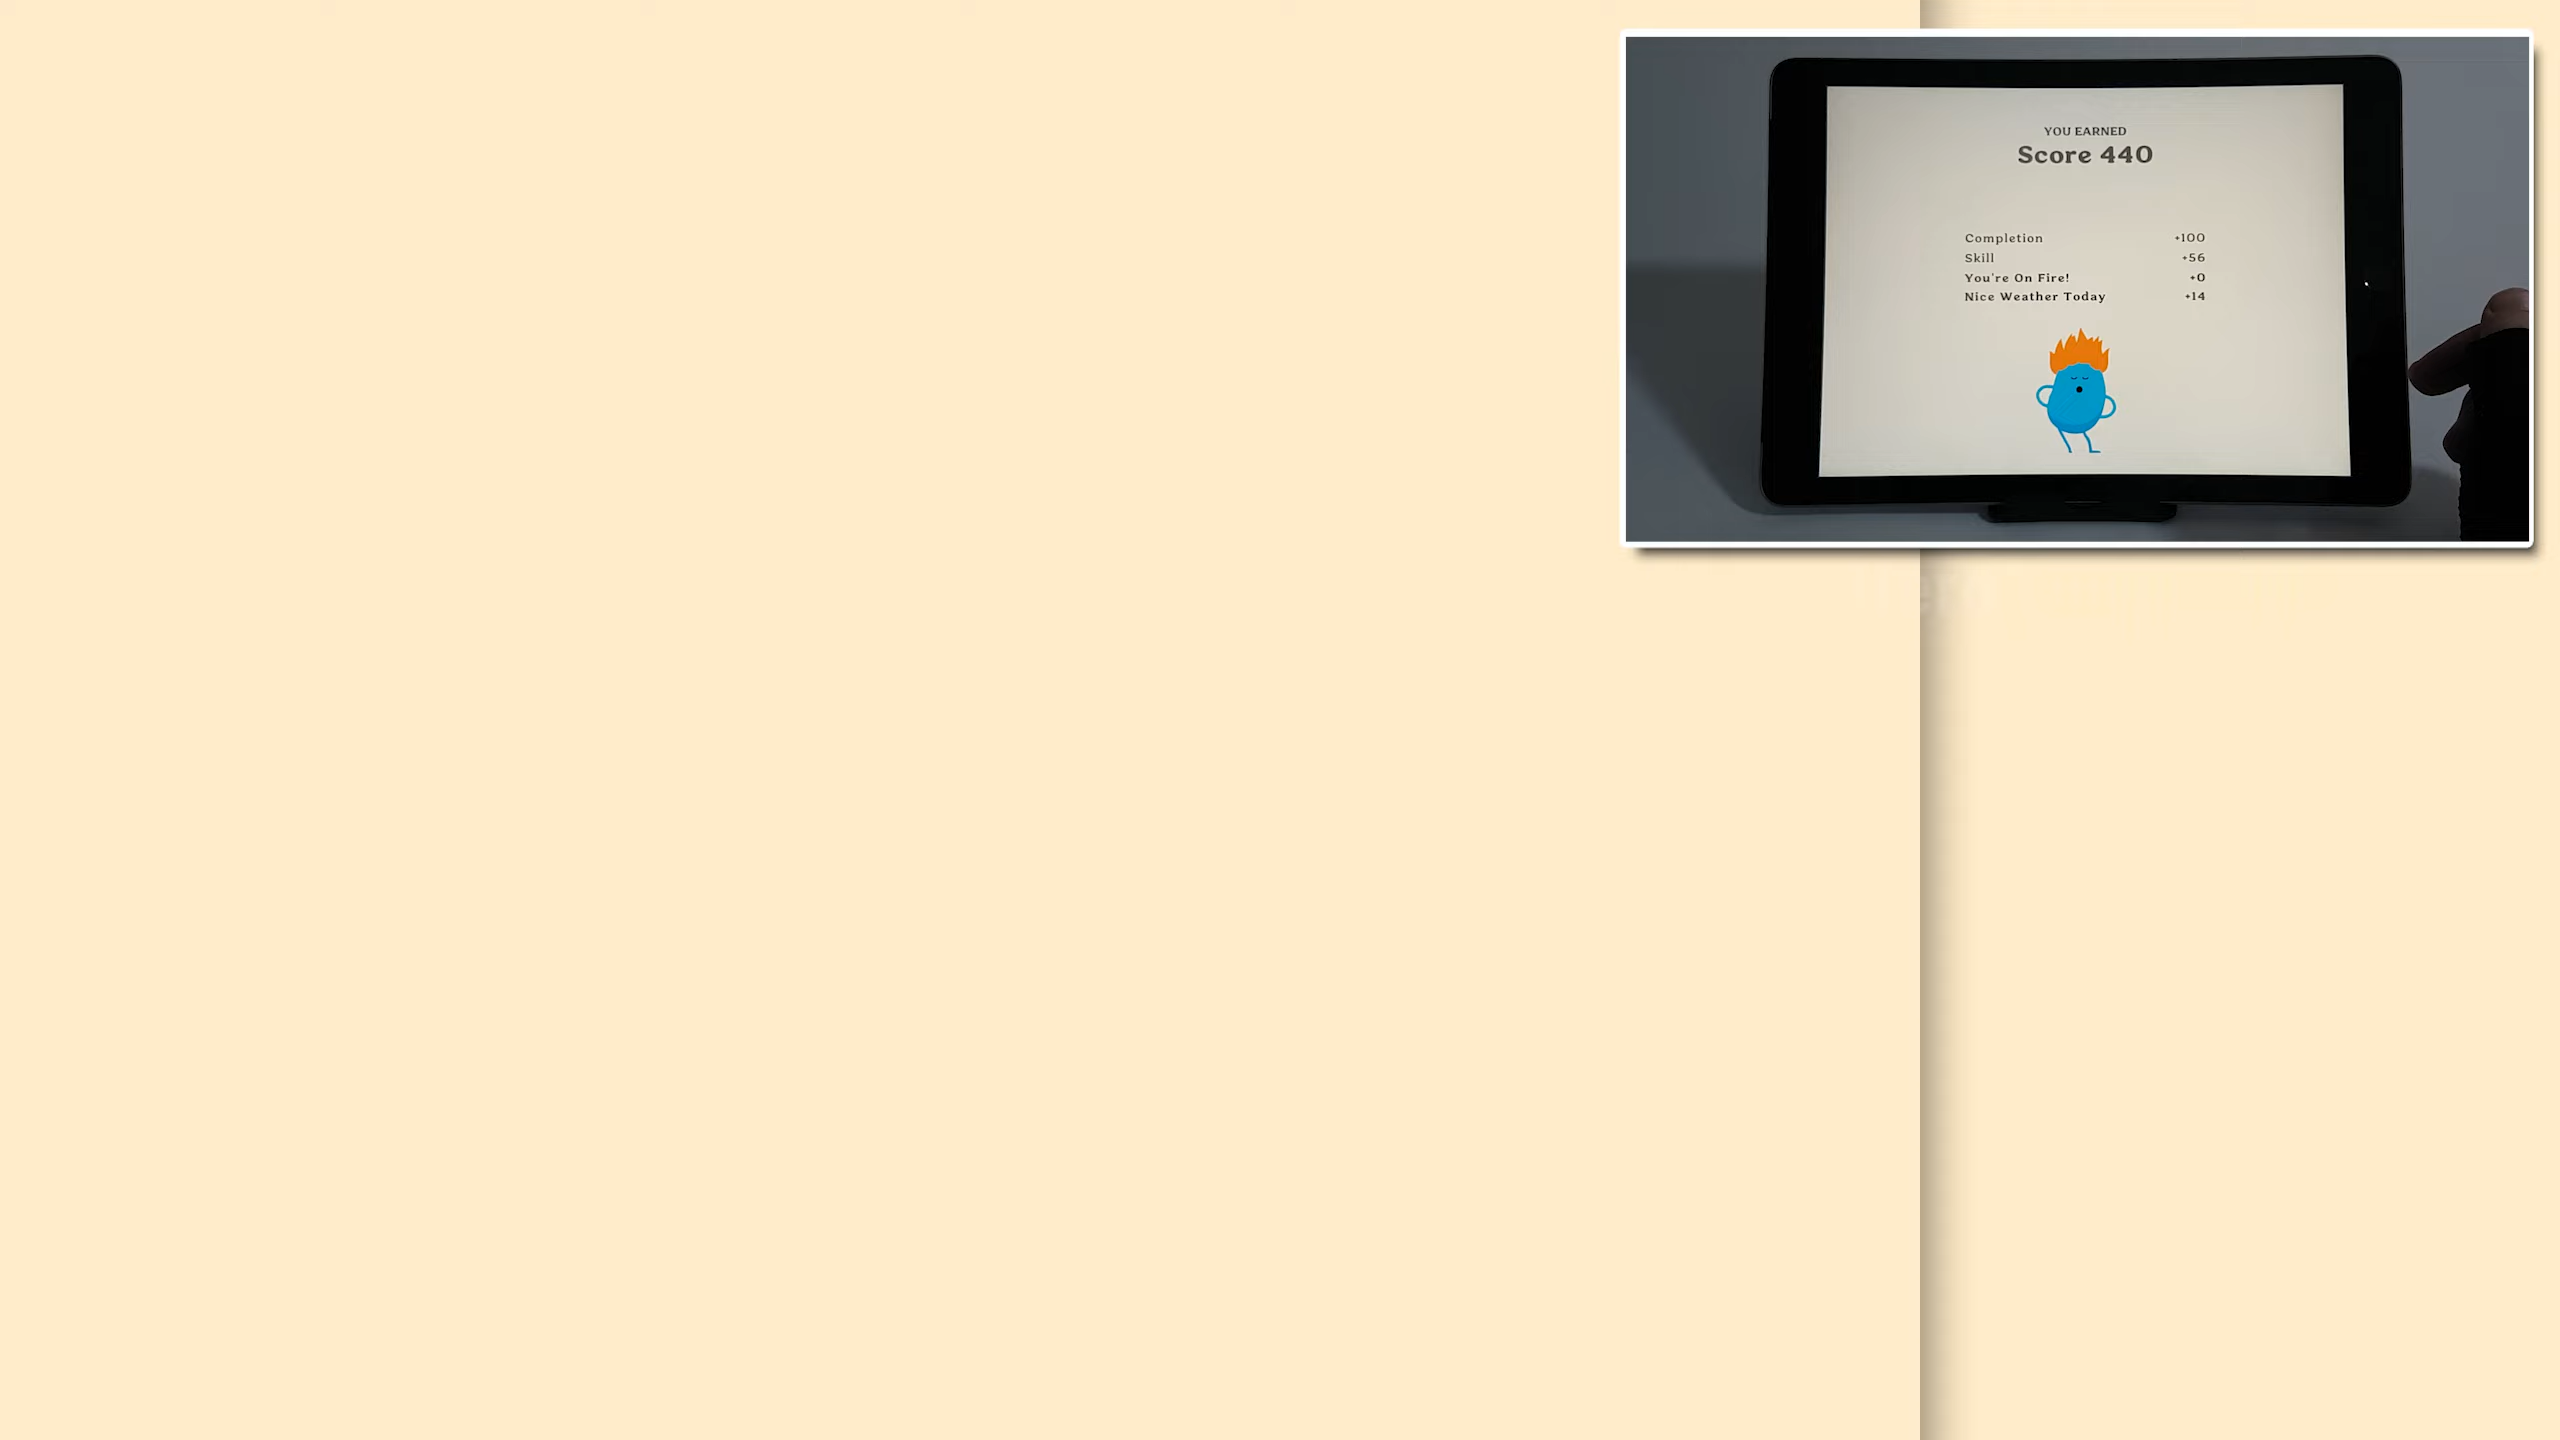 YOU EARNED
Score 440
Completion +100
Skill +56
You're On Fire! +0
Nice Weather Today +14